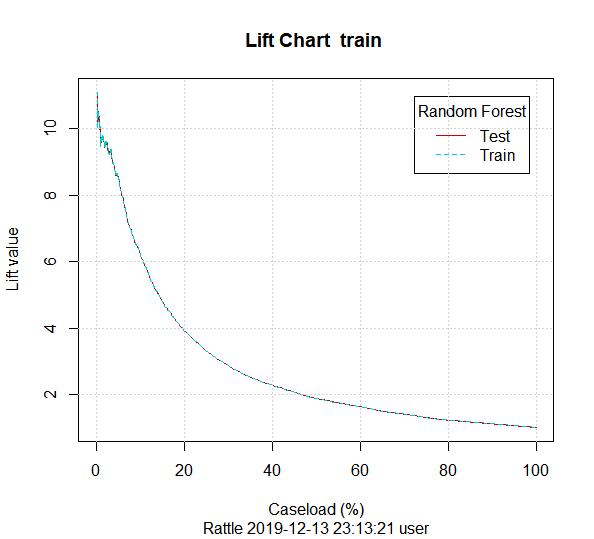 Lift Chart  train
Random Forest
Test
Train
Lift value
10
8
6
4
2
0 20 40 60 80 100
Caseload (%)
Rattle 2019-12-13 23:13:21 user